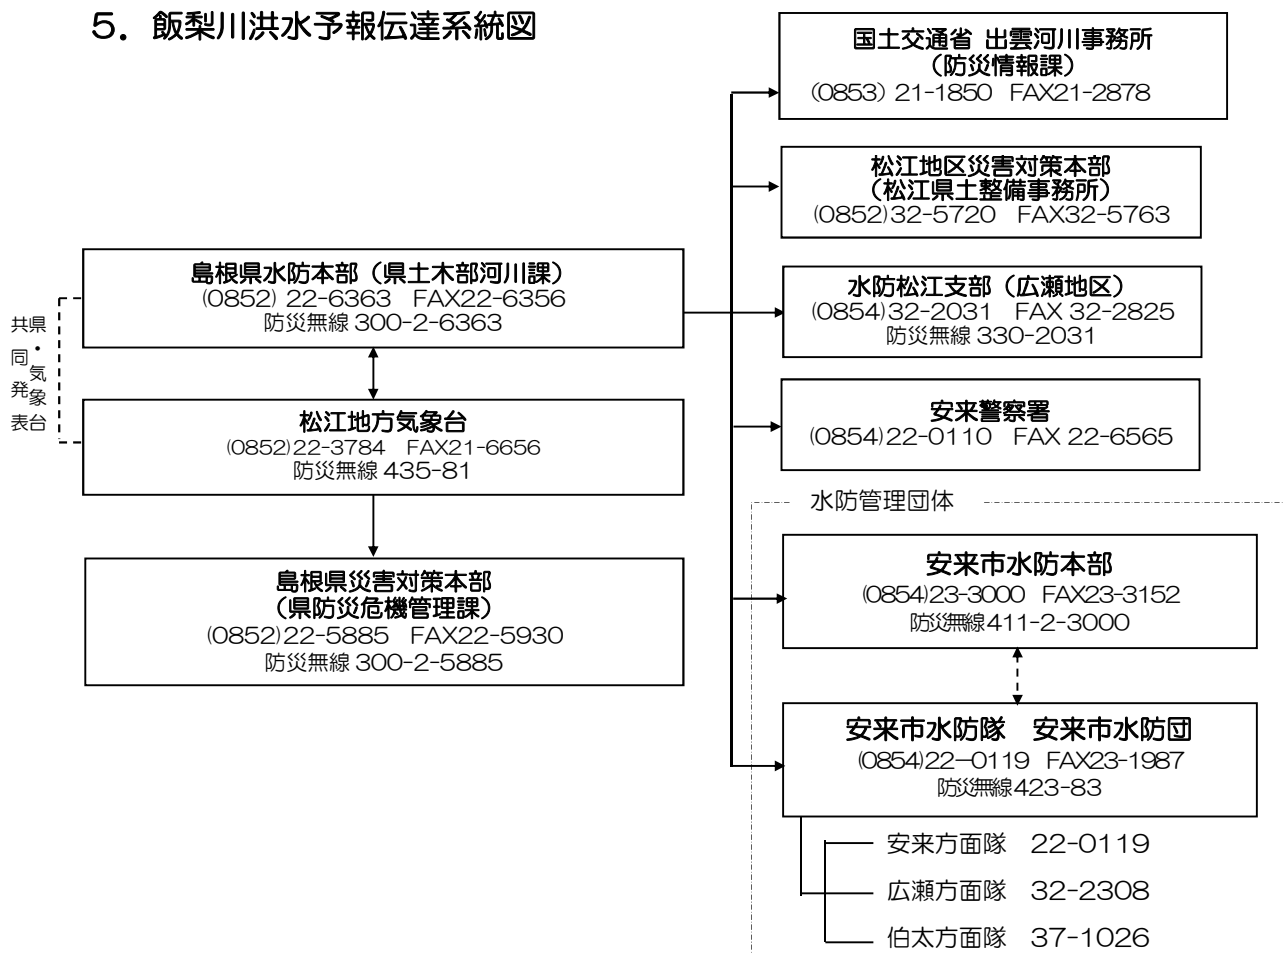 5．飯梨川洪水予報伝達系統図
国土交通省 出雲河川事務所
（防災情報課）
（0853）21-1850 FAX21-2878
松江地区災害対策本部
（松江県土整備事務所）
(0852)32-5720 FAX32-5763
島根県水防本部（県土木部河川課）
(0852) 22-6363 FAX22-6356
防災無線 300-2-6363
水防松江支部（広瀬地区）
(0854)32-2031 FAX 32-2825
防災無線 330-2031
県・気象台
共同発表
松江地方気象台
(0852)22-3784 FAX21-6656
防災無線 435-81
安来警察署
(0854)22-0110 FAX 22-6565
島根県災害対策本部
（県防災危機管理課）
(0852)22-5885 FAX22-5930
防災無線 300-2-5885
水防管理団体
安来市水防本部
(0854)23-3000 FAX23-3152
防災無線 411-2-3000
安来市水防隊 安来市水防団
(0854)22-0119 FAX23-1987
防災無線 423-83
安来方面隊 22-0119
広瀬方面隊 32-2308
伯太方面隊 37-1026